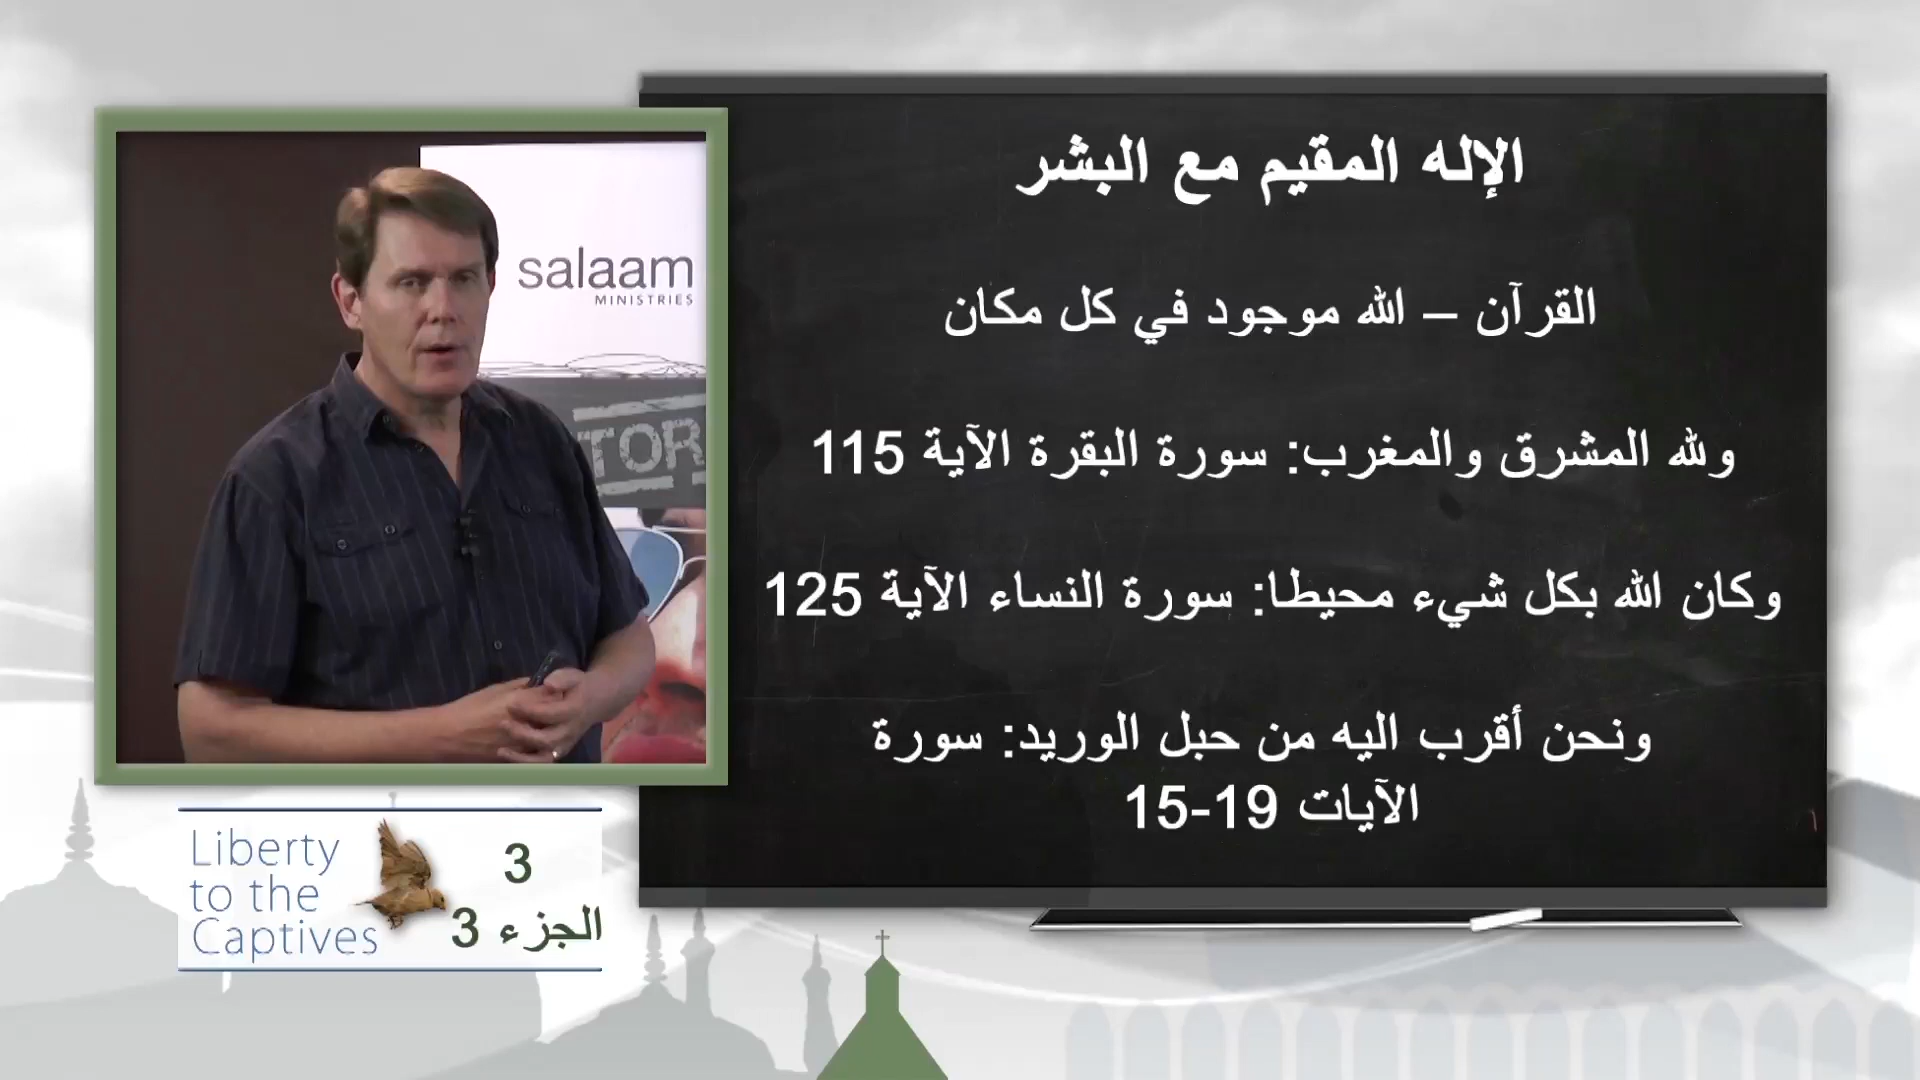 الإله المقيم مع البشر
القرآن – الله موجود في كل مكان
ولله المشرق والمغرب: سورة البقرة الآية 115
وكان الله بكل شيء محيطا: سورة النساء الآية 125
ونحن أقرب اليه من حبل الوريد: سورة
الآيات 19-15
salaam
MINISTRIES
TOR
Liberty
to the
Captives
3
الجزء 3